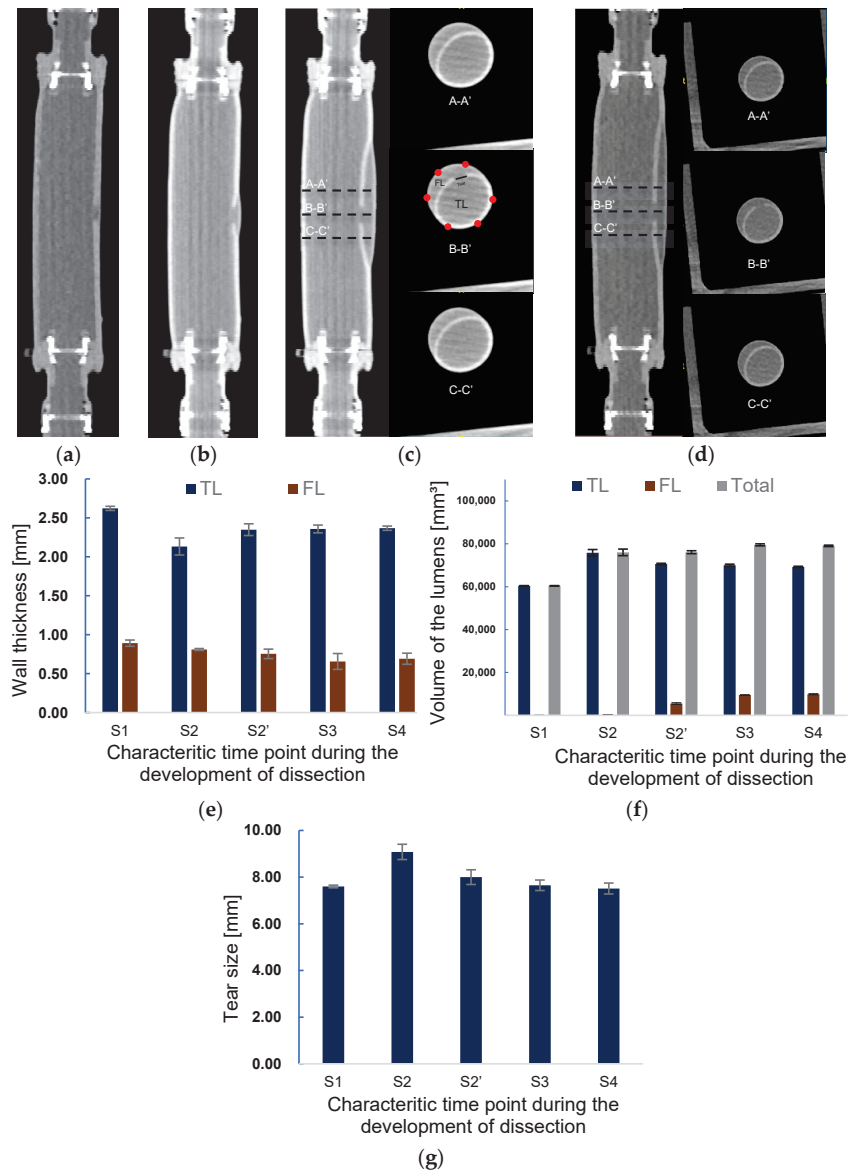 A-A'
A-A'
B-B'
C-C'
FL
Tear
TL
B-B'
C-C'
A-A'
A-A'
B-B'
C-C'
B-B'
C-C'
(a)
(b)
(c)
(d)
TL
FL
Wall thickness [mm]
3.00
2.50
2.00
1.50
1.00
0.50
0.00
S1
S2
S2'
S3
S4
Characteritic time point during the
development of dissection
(e)
TL
FL
Total
Volume of the lumens [mm³]
100,000
80,000
60,000
40,000
20,000
S1
S2
S2'
S3
S4
Characteritic time point during the
development of dissection
(f)
Tear size [mm]
10.00
8.00
6.00
4.00
2.00
0.00
S1
S2
S2'
S3
S4
Characteritic time point during the
development of dissection
(g)